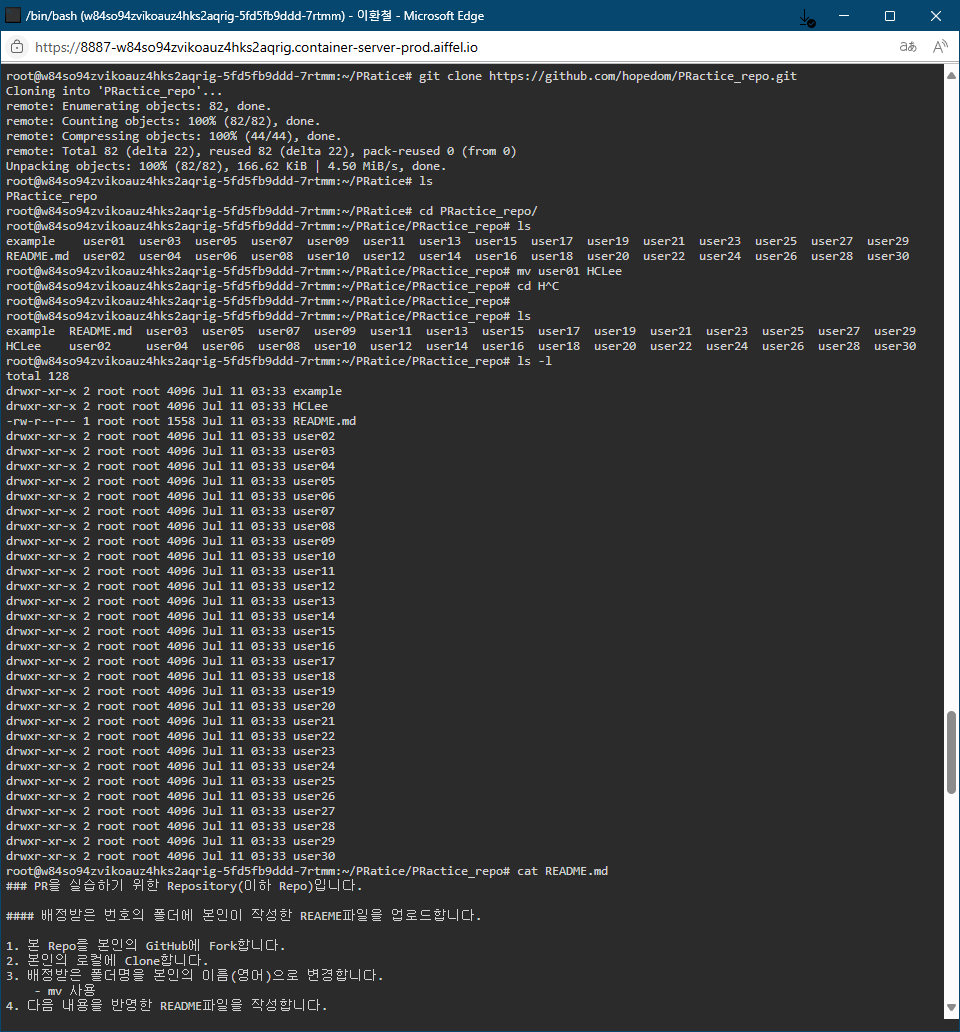 /bin/bash (w84so94zvikoauz4hks2aqrig-5fd5fb9ddd-7rtmm) - 이환철 - Microsoft Edge
https://8887-w84so94zvikoauz4hks2aqrig.container-server-prod.aiffel.io
root@w84so94zvikoauz4hks2aqrig-5fd5fb9ddd-7rtmm:~/PRatice# git clone https://github.com/hopedom/PRactice_repo.git
Cloning into 'PRactice_repo'...
remote: Enumerating objects: 82, done.
remote: Counting objects: 100% (82/82), done.
remote: Compressing objects: 100% (44/44), done.
remote: Total 82 (delta 22), reused 82 (delta 22), pack-reused 0 (from 0)
Unpacking objects: 100% (82/82), 166.62 KiB | 4.50 MiB/s, done.
root@w84so94zvikoauz4hks2aqrig-5fd5fb9ddd-7rtmm:~/PRatice# ls
PRactice_repo
root@w84so94zvikoauz4hks2aqrig-5fd5fb9ddd-7rtmm:~/PRatice# cd PRactice_repo/
root@w84so94zvikoauz4hks2aqrig-5fd5fb9ddd-7rtmm:~/PRatice/PRactice_repo# ls
example    user01  user03  user05  user07  user09  user11  user13  user15  user17  user19  user21  user23  user25  user27  user29
README.md  user02  user04  user06  user08  user10  user12  user14  user16  user18  user20  user22  user24  user26  user28  user30
root@w84so94zvikoauz4hks2aqrig-5fd5fb9ddd-7rtmm:~/PRatice/PRactice_repo# mv user01 HCLee
root@w84so94zvikoauz4hks2aqrig-5fd5fb9ddd-7rtmm:~/PRatice/PRactice_repo# cd H^C
root@w84so94zvikoauz4hks2aqrig-5fd5fb9ddd-7rtmm:~/PRatice/PRactice_repo#
root@w84so94zvikoauz4hks2aqrig-5fd5fb9ddd-7rtmm:~/PRatice/PRactice_repo# ls
example  README.md  user03  user05  user07  user09  user11  user13  user15  user17  user19  user21  user23  user25  user27  user29
HCLee    user02     user04  user06  user08  user10  user12  user14  user16  user18  user20  user22  user24  user26  user28  user30
root@w84so94zvikoauz4hks2aqrig-5fd5fb9ddd-7rtmm:~/PRatice/PRactice_repo# ls -l
total 128
drwxr-xr-x 2 root root 4096 Jul 11 03:33 example
drwxr-xr-x 2 root root 4096 Jul 11 03:33 HCLee
-rw-r--r-- 1 root root 1558 Jul 11 03:33 README.md
drwxr-xr-x 2 root root 4096 Jul 11 03:33 user02
drwxr-xr-x 2 root root 4096 Jul 11 03:33 user03
drwxr-xr-x 2 root root 4096 Jul 11 03:33 user04
drwxr-xr-x 2 root root 4096 Jul 11 03:33 user05
drwxr-xr-x 2 root root 4096 Jul 11 03:33 user06
drwxr-xr-x 2 root root 4096 Jul 11 03:33 user07
drwxr-xr-x 2 root root 4096 Jul 11 03:33 user08
drwxr-xr-x 2 root root 4096 Jul 11 03:33 user09
drwxr-xr-x 2 root root 4096 Jul 11 03:33 user10
drwxr-xr-x 2 root root 4096 Jul 11 03:33 user11
drwxr-xr-x 2 root root 4096 Jul 11 03:33 user12
drwxr-xr-x 2 root root 4096 Jul 11 03:33 user13
drwxr-xr-x 2 root root 4096 Jul 11 03:33 user14
drwxr-xr-x 2 root root 4096 Jul 11 03:33 user15
drwxr-xr-x 2 root root 4096 Jul 11 03:33 user16
drwxr-xr-x 2 root root 4096 Jul 11 03:33 user17
drwxr-xr-x 2 root root 4096 Jul 11 03:33 user18
drwxr-xr-x 2 root root 4096 Jul 11 03:33 user19
drwxr-xr-x 2 root root 4096 Jul 11 03:33 user20
drwxr-xr-x 2 root root 4096 Jul 11 03:33 user21
drwxr-xr-x 2 root root 4096 Jul 11 03:33 user22
drwxr-xr-x 2 root root 4096 Jul 11 03:33 user23
drwxr-xr-x 2 root root 4096 Jul 11 03:33 user24
drwxr-xr-x 2 root root 4096 Jul 11 03:33 user25
drwxr-xr-x 2 root root 4096 Jul 11 03:33 user26
drwxr-xr-x 2 root root 4096 Jul 11 03:33 user27
drwxr-xr-x 2 root root 4096 Jul 11 03:33 user28
drwxr-xr-x 2 root root 4096 Jul 11 03:33 user29
drwxr-xr-x 2 root root 4096 Jul 11 03:33 user30
root@w84so94zvikoauz4hks2aqrig-5fd5fb9ddd-7rtmm:~/PRatice/PRactice_repo# cat README.md
### PR을 실습하기 위한 Repository(이하 Repo)입니다.
#### 배정받은 번호의 폴더에 본인이 작성한 REAEME파일을 업로드합니다.
1. 본 Repo를 본인의 GitHub에 Fork합니다.
2. 본인의 로컬에 Clone합니다.
3. 배정받은 폴더명을 본인의 이름(영어)으로 변경합니다.
    - mv 사용
4. 다음 내용을 반영한 README파일을 작성합니다.